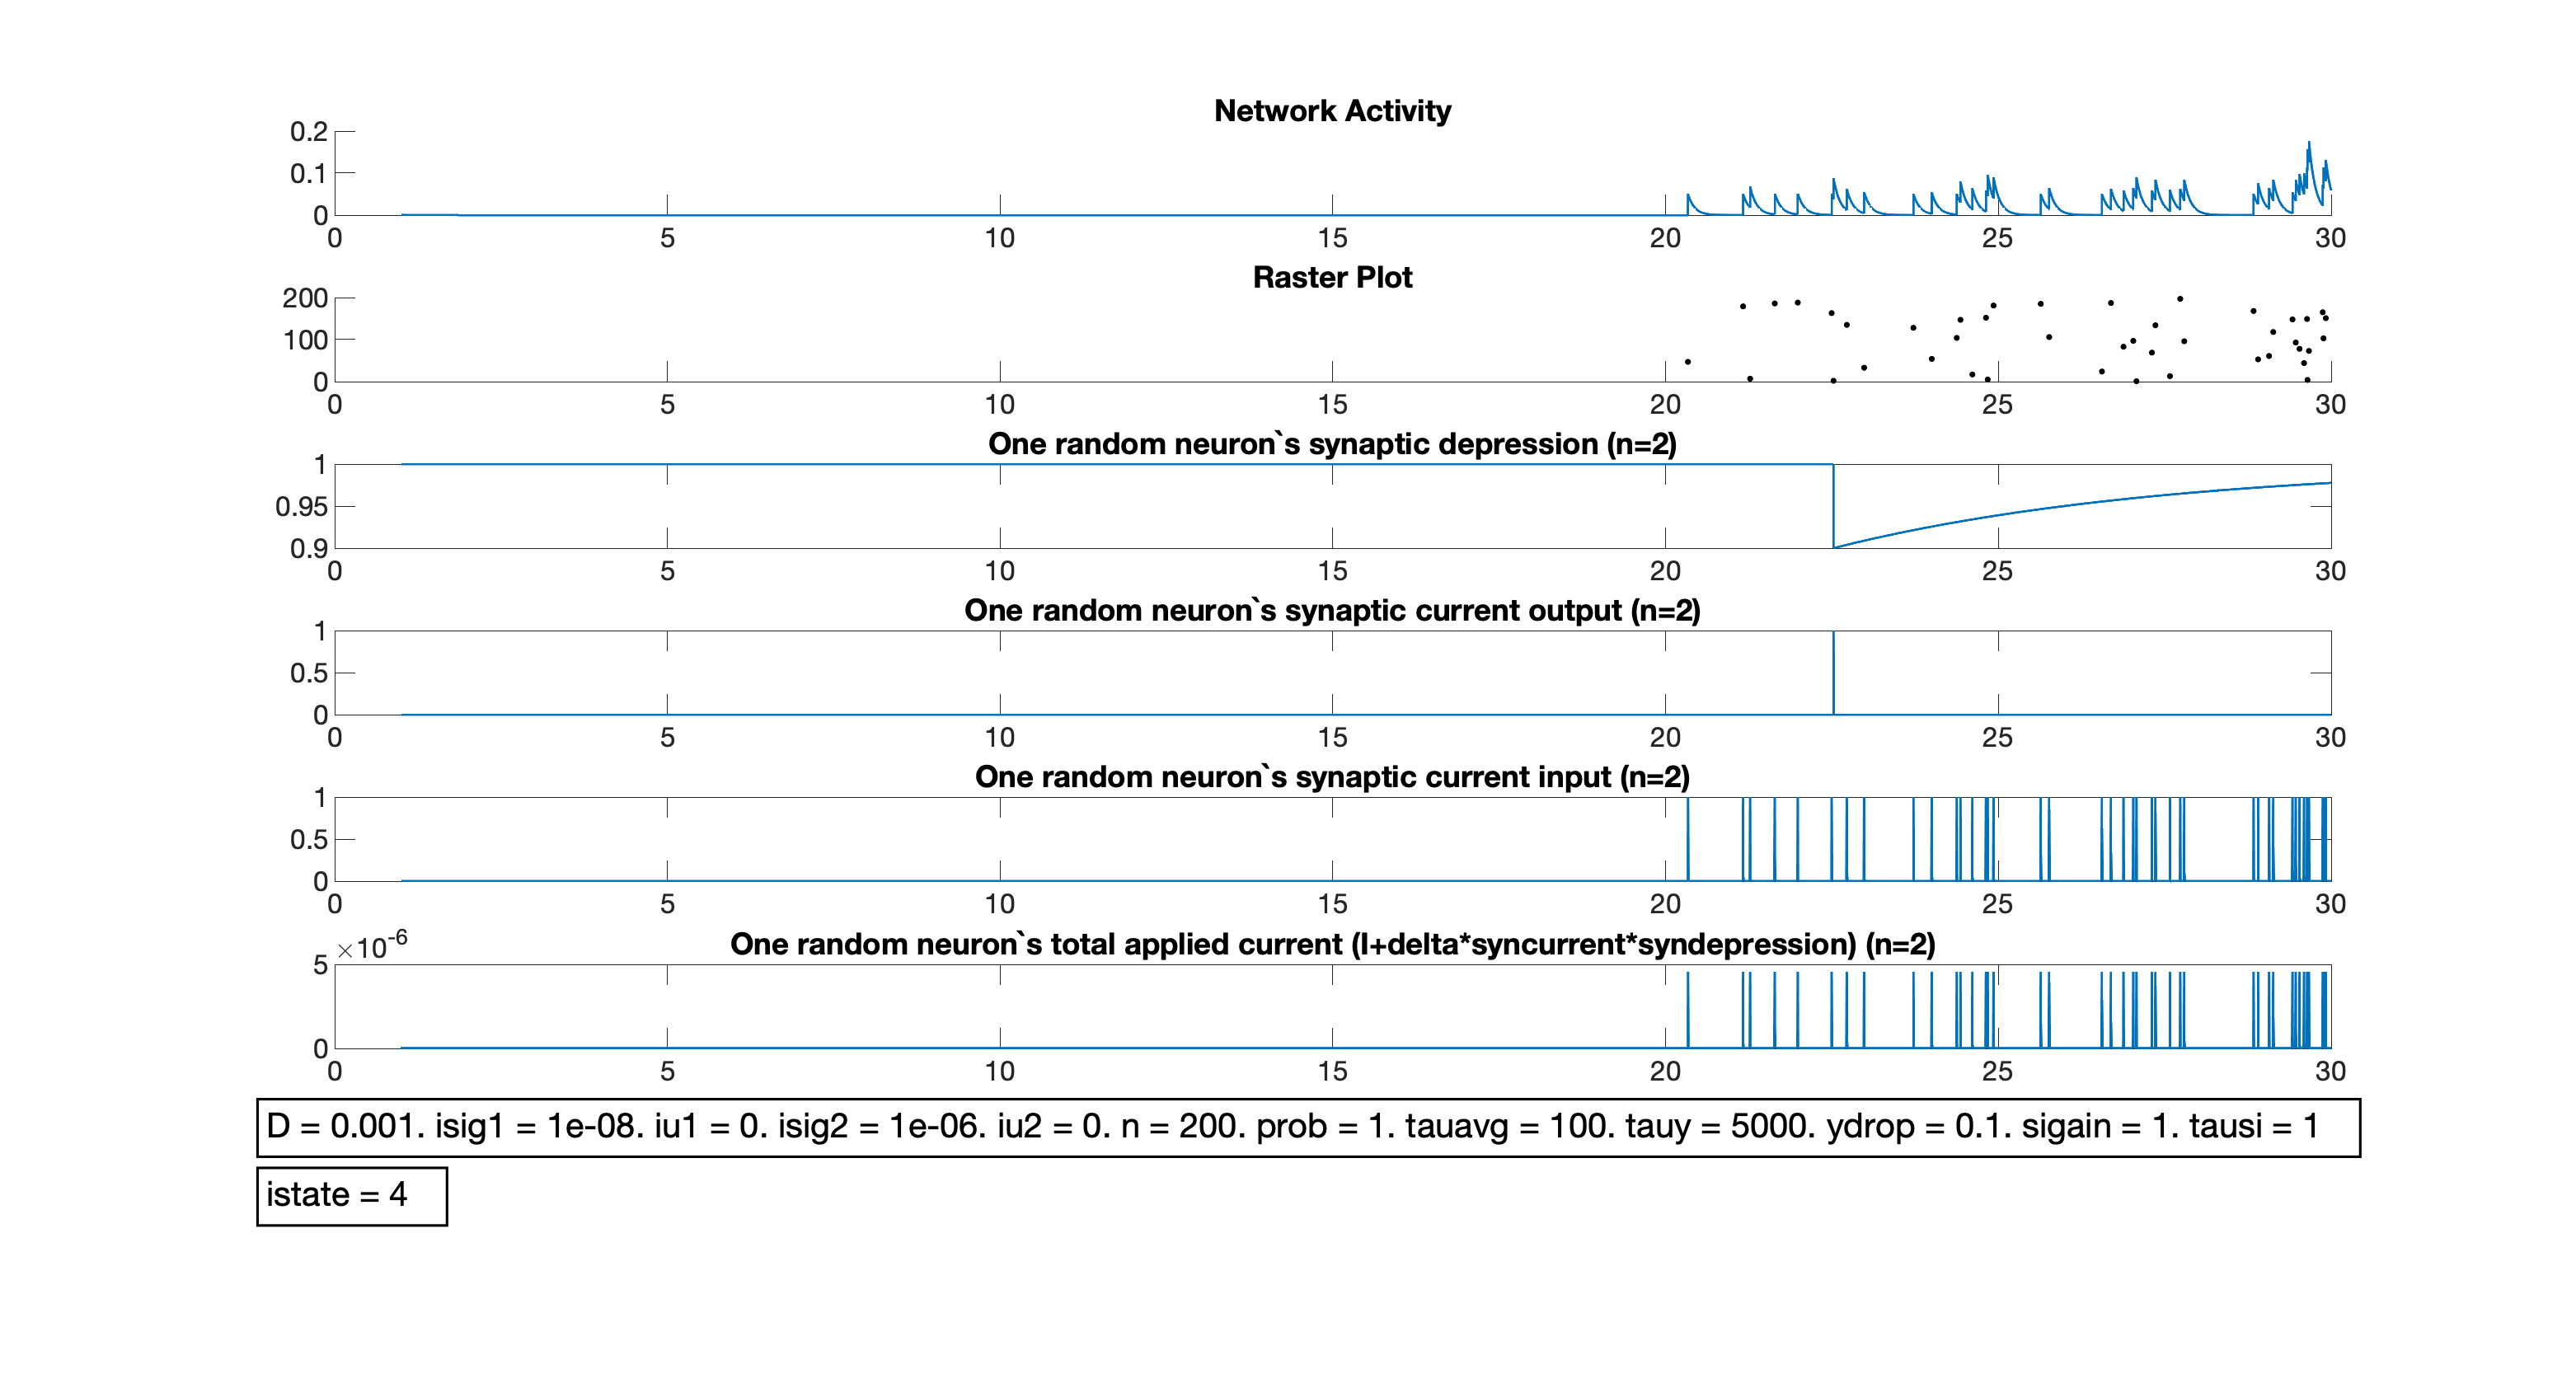 Network Activity
0.2
0.1
0
0 5 10 15 20 25 30
Raster Plot
200
100
0
0 5 10 15 20 25 30
One random neuron`s synaptic depression (n=2)
1
0.95
0.9
0 5 10 15 20 25 30
One random neuron`s synaptic current output (n=2)
1
0.5
0
0 5 10 15 20 25 30
One random neuron`s synaptic current input (n=2)
1
0.5
0
0 5 10 15 20 25 30
One random neuron`s total applied current (I+delta*syncurrent*syndepression) (n=2)
×10⁻⁶
5
0
0 5 10 15 20 25 30
D = 0.001. isig1 = 1e-08. iu1 = 0. isig2 = 1e-06. iu2 = 0. n = 200. prob = 1. tauavg = 100. tauy = 5000. ydrop = 0.1. sigain = 1. tausi = 1
istate = 4